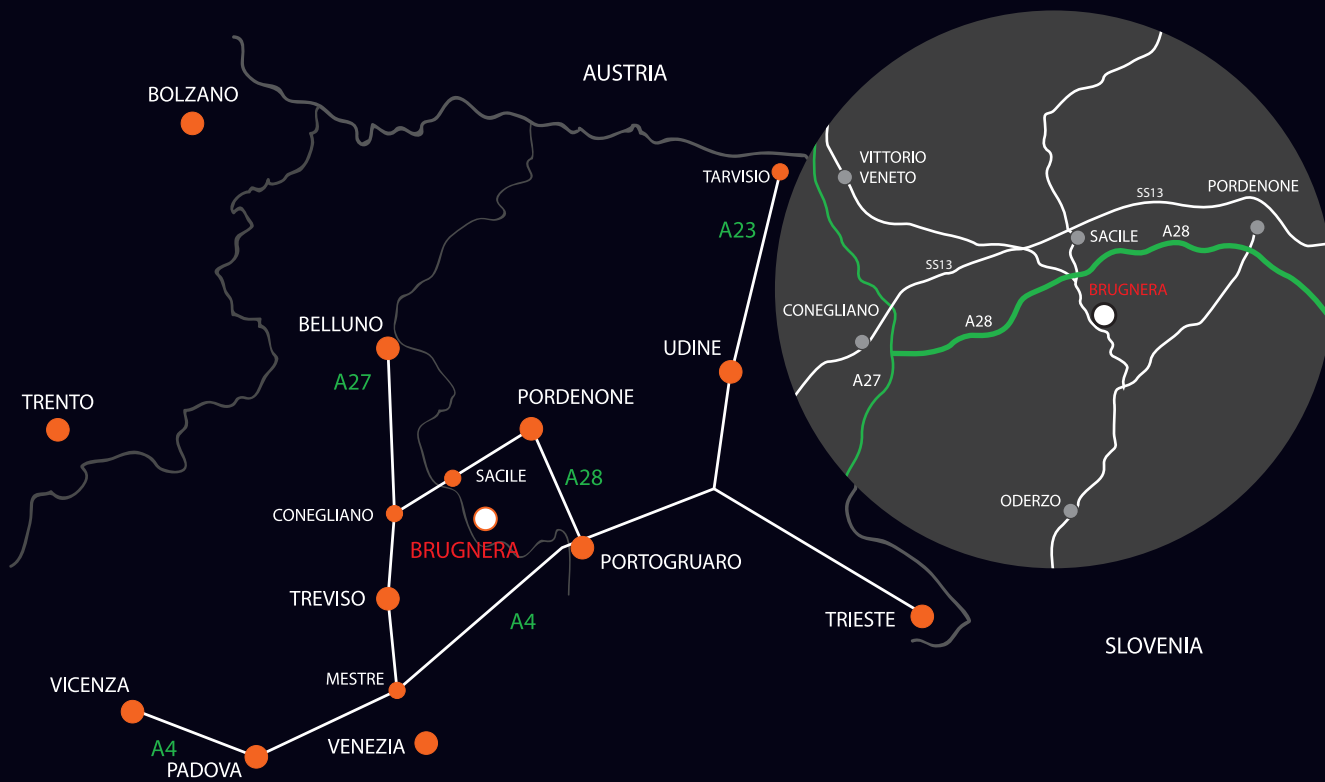 AUSTRIA
BOLZANO
TARVISIO
A23
BELLUNO
A27
UDINE
TRENTO
PORDENONE
SACILE
A28
CONEGLIANO
BRUGNERA
PORTOGRUARO
TREVISO
A4
TRIESTE
SLOVENIA
MESTRE
VICENZA
A4
VENEZIA
PADOVA
VITTORIO
VENETO
SS13
PORDENONE
SACILE
A28
SS13
BRUGNERA
CONEGLIANO
A28
A27
ODERZO